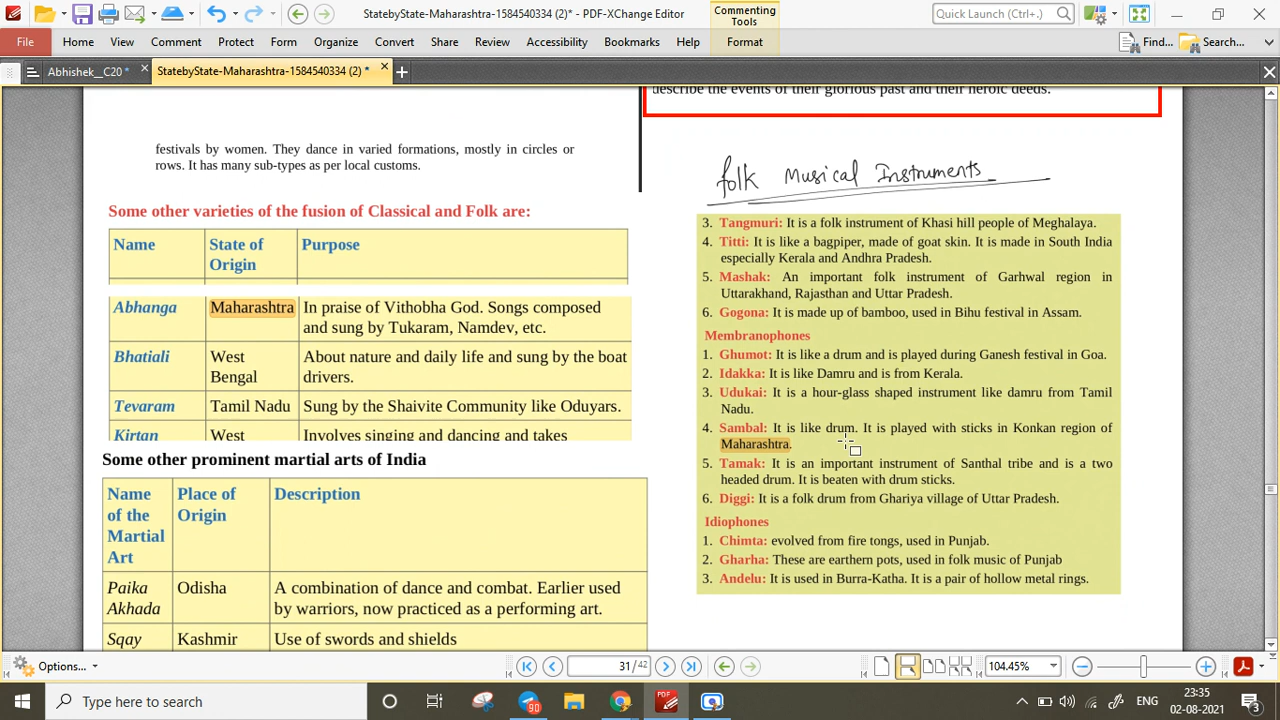 StatebyState-Maharashtra-1584540334 (2)* - PDF-XChange Editor
Commenting Tools
Quick Launch (Ctrl+.)
File Home View Comment Protect Form Organize Convert Share Review Accessibility Bookmarks Help Format Find... Search...
Abhishek__C20 * StatebyState-Maharashtra-1584540334 (2) *
describe the events of their glorious past and their heroic deeds.
festivals by women. They dance in varied formations, mostly in circles or
rows. It has many sub-types as per local customs.
Some other varieties of the fusion of Classical and Folk are:
Name State of Origin Purpose
Abhanga Maharashtra In praise of Vithobha God. Songs composed
and sung by Tukaram, Namdev, etc.
Bhatiali West Bengal About nature and daily life and sung by the boat
drivers.
Tevaram Tamil Nadu Sung by the Shaivite Community like Oduyars.
Kirtan West Involves singing and dancing and takes
Some other prominent martial arts of India
Name of the Martial Art Place of Origin Description
Paika Akhada Odisha A combination of dance and combat. Earlier used
by warriors, now practiced as a performing art.
Sqay Kashmir Use of swords and shields
folk Musical Instruments
3. Tangmuri: It is a folk instrument of Khasi hill people of Meghalaya.
4. Titti: It is like a bagpiper, made of goat skin. It is made in South India
especially Kerala and Andhra Pradesh.
5. Mashak: An important folk instrument of Garhwal region in
Uttarakhand, Rajasthan and Uttar Pradesh.
6. Gogona: It is made up of bamboo, used in Bihu festival in Assam.
Membranophones
1. Ghumot: It is like a drum and is played during Ganesh festival in Goa.
2. Idakka: It is like Damru and is from Kerala.
3. Udukai: It is a hour-glass shaped instrument like damru from Tamil
Nadu.
4. Sambal: It is like drum. It is played with sticks in Konkan region of
Maharashtra.
5. Tamak: It is an important instrument of Santhal tribe and is a two
headed drum. It is beaten with drum sticks.
6. Diggi: It is a folk drum from Ghariya village of Uttar Pradesh.
Idiophones
1. Chimta: evolved from fire tongs, used in Punjab.
2. Gharha: These are earthern pots, used in folk music of Punjab
3. Andelu: It is used in Burra-Katha. It is a pair of hollow metal rings.
Options... 31 / 42 104.45%
Type here to search
90
ENG
23:35
02-08-2021
3